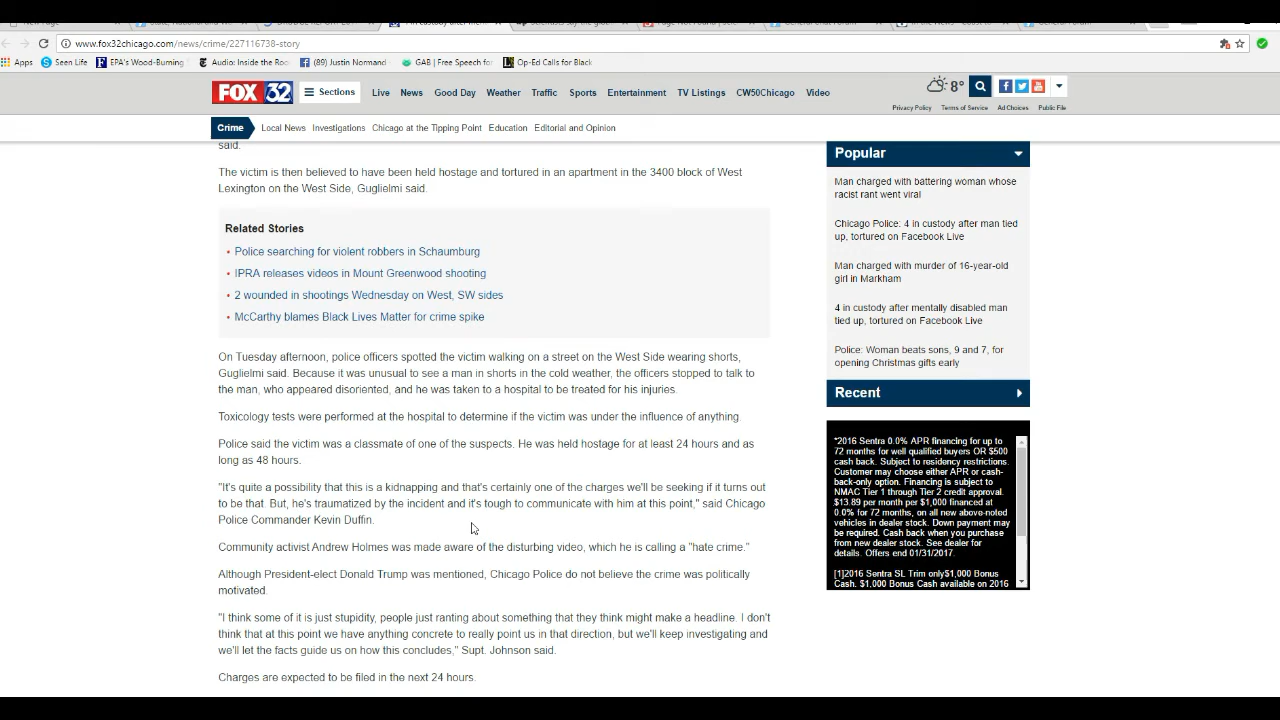 www.fox32chicago.com/news/crime/227116738-story
Apps Seen Life EPA's Wood-Burning Audio: Inside the Roo (89) Justin Normand GAB | Free Speech for Op-Ed Calls for Black
FOX 32 Sections Live News Good Day Weather Traffic Sports Entertainment TV Listings CW50Chicago Video 8°
Privacy Policy Terms of Service Ad Choices Public File
Crime Local News Investigations Chicago at the Tipping Point Education Editorial and Opinion
said.
The victim is then believed to have been held hostage and tortured in an apartment in the 3400 block of West
Lexington on the West Side, Guglielmi said.
Related Stories
Police searching for violent robbers in Schaumburg
IPRA releases videos in Mount Greenwood shooting
2 wounded in shootings Wednesday on West, SW sides
McCarthy blames Black Lives Matter for crime spike
On Tuesday afternoon, police officers spotted the victim walking on a street on the West Side wearing shorts,
Guglielmi said. Because it was unusual to see a man in shorts in the cold weather, the officers stopped to talk to
the man, who appeared disoriented, and he was taken to a hospital to be treated for his injuries.
Toxicology tests were performed at the hospital to determine if the victim was under the influence of anything.
Police said the victim was a classmate of one of the suspects. He was held hostage for at least 24 hours and as
long as 48 hours.
"It's quite a possibility that this is a kidnapping and that's certainly one of the charges we'll be seeking if it turns out
to be that. But, he's traumatized by the incident and it's tough to communicate with him at this point," said Chicago
Police Commander Kevin Duffin.
Community activist Andrew Holmes was made aware of the disturbing video, which he is calling a "hate crime."
Although President-elect Donald Trump was mentioned, Chicago Police do not believe the crime was politically
motivated.
"I think some of it is just stupidity, people just ranting about something that they think might make a headline. I don't
think that at this point we have anything concrete to really point us in that direction, but we'll keep investigating and
we'll let the facts guide us on how this concludes," Supt. Johnson said.
Charges are expected to be filed in the next 24 hours.
Popular
Man charged with battering woman whose
racist rant went viral
Chicago Police: 4 in custody after man tied
up, tortured on Facebook Live
Man charged with murder of 16-year-old
girl in Markham
4 in custody after mentally disabled man
tied up, tortured on Facebook Live
Police: Woman beats sons, 9 and 7, for
opening Christmas gifts early
Recent
*2016 Sentra 0.0% APR financing for up to
72 months for well qualified buyers OR $500
cash back. Subject to residency restrictions.
Customer may choose either APR or cash-
back-only option. Financing is subject to
NMAC Tier 1 through Tier 2 credit approval.
$13.89 per month per $1,000 financed at
0.0% for 72 months, on all new above-noted
vehicles in dealer stock. Down payment may
be required. Cash back when you purchase
from new dealer stock. See dealer for
details. Offers end 01/31/2017.
[1]2016 Sentra SL Trim only$1,000 Bonus
Cash. $1,000 Bonus Cash available on 2016